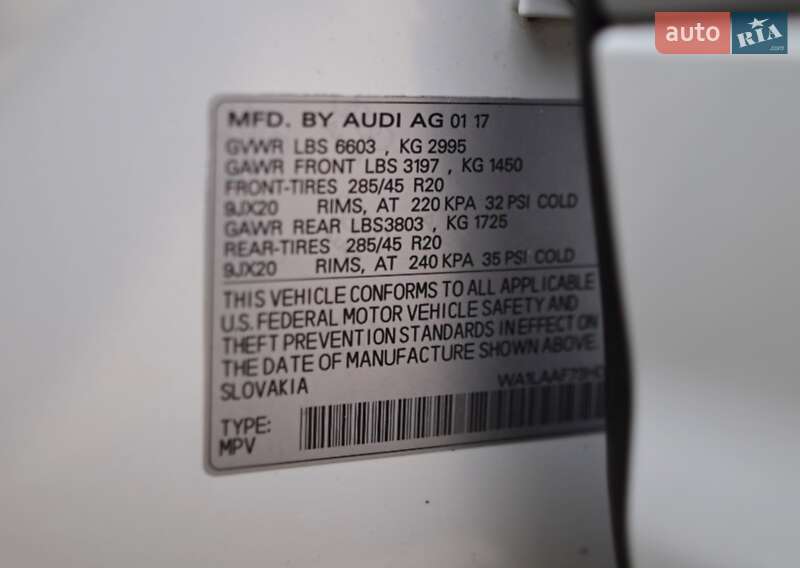 auto RIA.com
MFD. BY AUDI AG 01 17
GVWR LBS 6603 , KG 2995
GAWR FRONT LBS 3197 , KG 1450
FRONT-TIRES 285/45 R20
9JX20 RIMS, AT 220 KPA 32 PSI COLD
GAWR REAR LBS3803 , KG 1725
REAR-TIRES 285/45 R20
9JX20 RIMS, AT 240 KPA 35 PSI COLD
THIS VEHICLE CONFORMS TO ALL APPLICABLE
U.S. FEDERAL MOTOR VEHICLE SAFETY AND
THEFT PREVENTION STANDARDS IN EFFECT ON
THE DATE OF MANUFACTURE SHOWN ABOVE.
SLOVAKIA
TYPE:
MPV